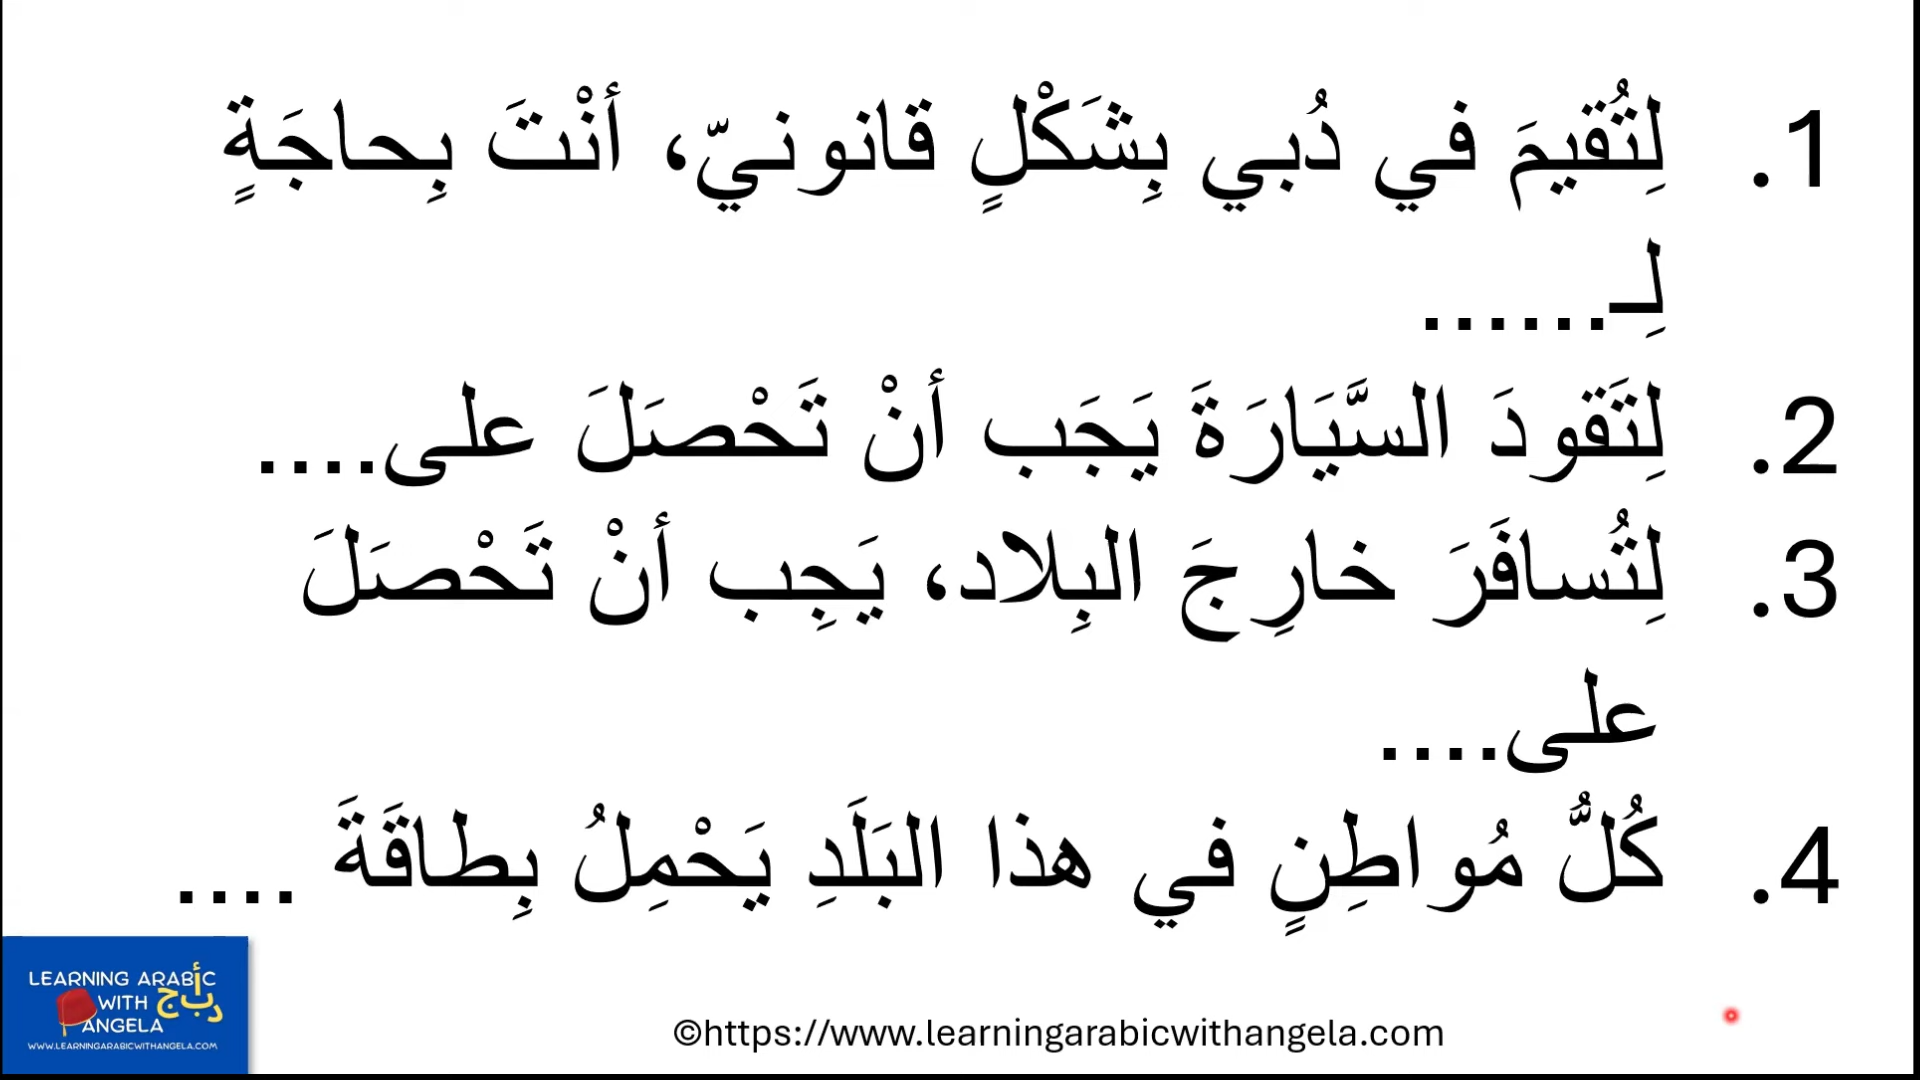 1. لِتُقيمَ في دُبي بِشَكْلٍ قانونيّ، أنْتَ بِحاجَةٍ
لِـ......
2. لِتَقودَ السَّيَارَةَ يَجَب أنْ تَحْصَلَ على....
3. لِتُسافَرَ خارِجَ البِلاد، يَجِب أنْ تَحْصَلَ
على....
4. كُلُّ مُواطِنٍ في هذا البَلَدِ يَحْمِلُ بِطاقَةَ ....
LEARNING ARABIC
WITH أبجد
ANGELA
WWW.LEARNINGARABICWITHANGELA.COM
©https://www.learningarabicwithangela.com